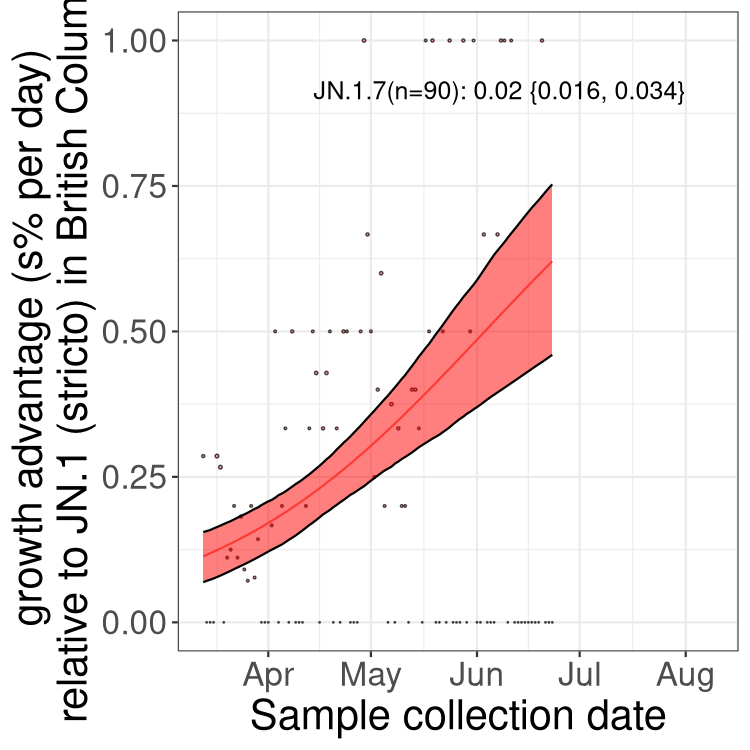 growth advantage (s% per day)
relative to JN.1 (stricto) in British Colum
1.00
0.75
0.50
0.25
0.00
JN.1.7(n=90): 0.02 {0.016, 0.034}
Apr May Jun Jul Aug
Sample collection date